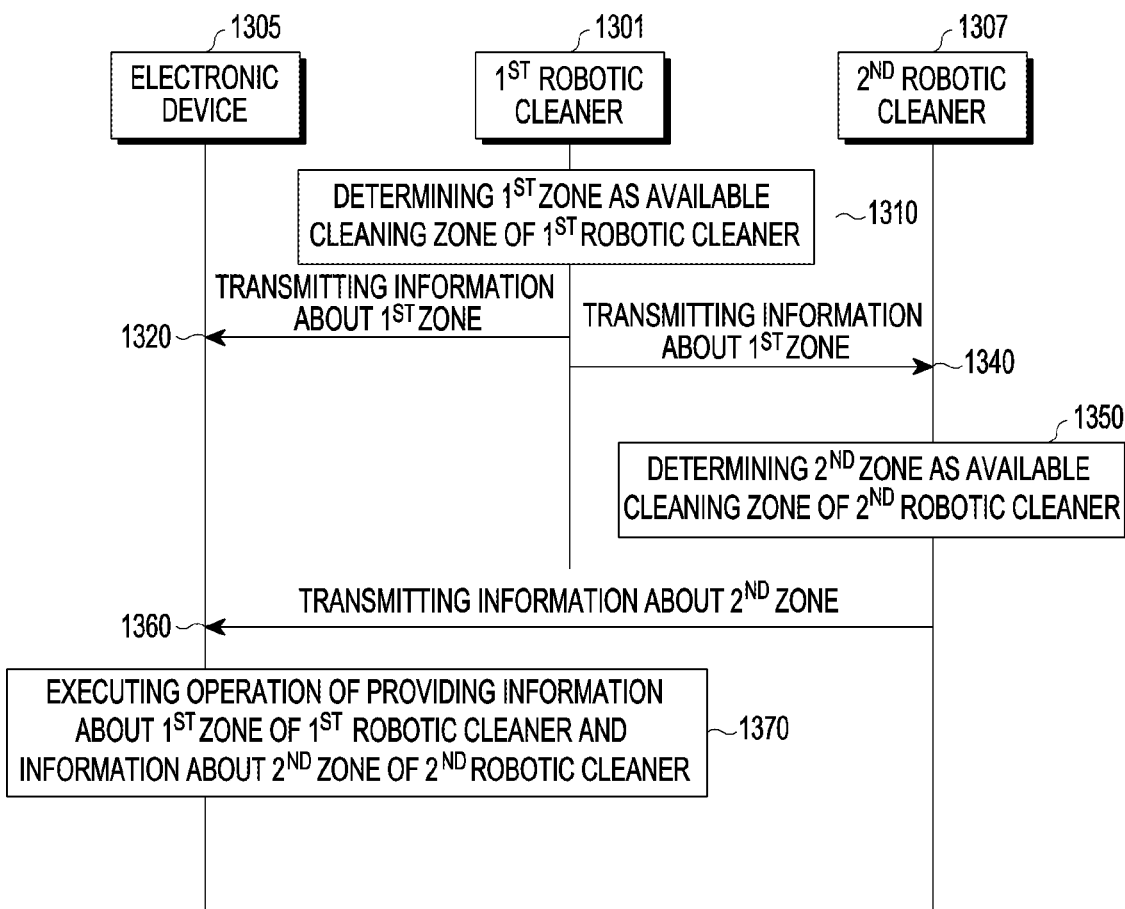 1305
1301
1307
ELECTRONIC
DEVICE
1ST ROBOTIC
CLEANER
2ND ROBOTIC
CLEANER
DETERMINING 1ST ZONE AS AVAILABLE
CLEANING ZONE OF 1ST ROBOTIC CLEANER
1310
TRANSMITTING INFORMATION
ABOUT 1ST ZONE
1320
TRANSMITTING INFORMATION
ABOUT 1ST ZONE
1340
1350
DETERMINING 2ND ZONE AS AVAILABLE
CLEANING ZONE OF 2ND ROBOTIC CLEANER
TRANSMITTING INFORMATION ABOUT 2ND ZONE
1360
EXECUTING OPERATION OF PROVIDING INFORMATION
ABOUT 1ST ZONE OF 1ST ROBOTIC CLEANER AND
INFORMATION ABOUT 2ND ZONE OF 2ND ROBOTIC CLEANER
1370